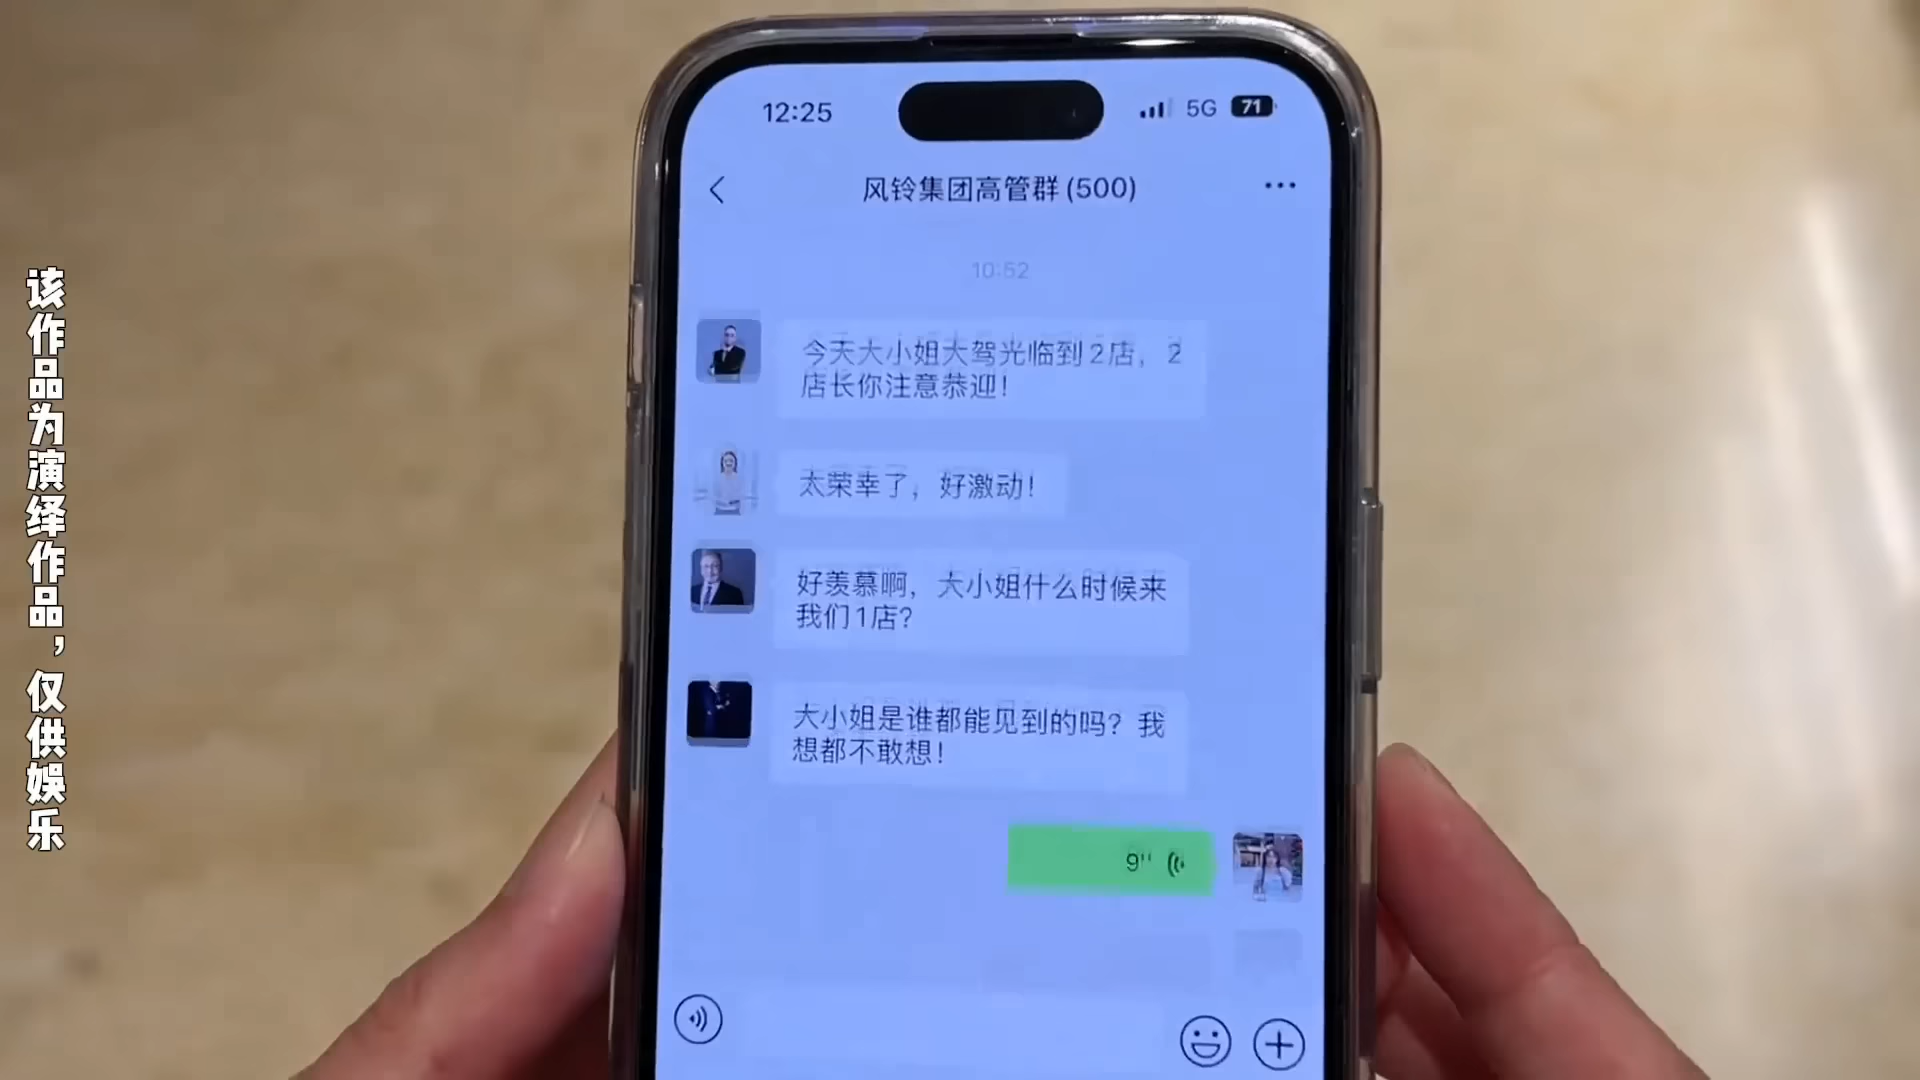 12:25
5G
71
风铃集团高管群(500)
10:52
今天大小姐大驾光临到2店，2
店长你注意恭迎！
太荣幸了，好激动！
好羡慕啊，大小姐什么时候来
我们1店？
大小姐是谁都能见到的吗？我
想都不敢想！
9"
该作品为演绎作品，仅供娱乐